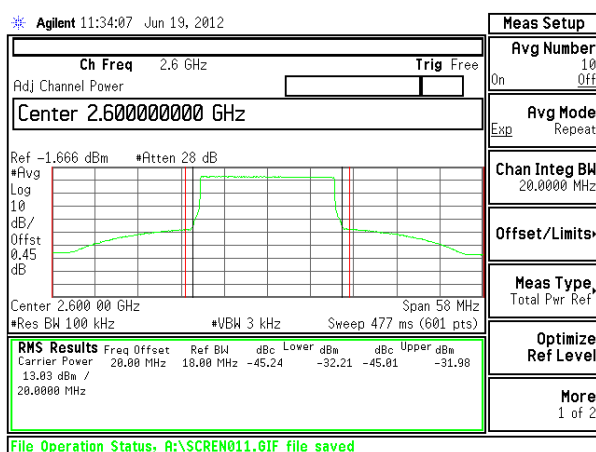 Agilent 11:34:07 Jun 19, 2012
Meas Setup
Ch Freq 2.6 GHz Trig Free
Adj Channel Power
Center 2.600000000 GHz
Ref -1.666 dBm #Atten 28 dB
#Avg
Log
10
dB/
Offst
0.45
dB
Center 2.600 00 GHz Span 58 MHz
#Res BW 100 kHz #VBW 3 kHz Sweep 477 ms (601 pts)
RMS Results Freq Offset Ref BW dBc Lower dBm dBc Upper dBm
Carrier Power 20.00 MHz 18.00 MHz -45.24 -32.21 -45.01 -31.98
13.03 dBm /
20.0000 MHz
Avg Number
10
On Off
Avg Mode
Exp Repeat
Chan Integ BW
20.0000 MHz
Offset/Limits
Meas Type
Total Pwr Ref
Optimize
Ref Level
More
1 of 2
File Operation Status, A:\SCREN011.GIF file saved